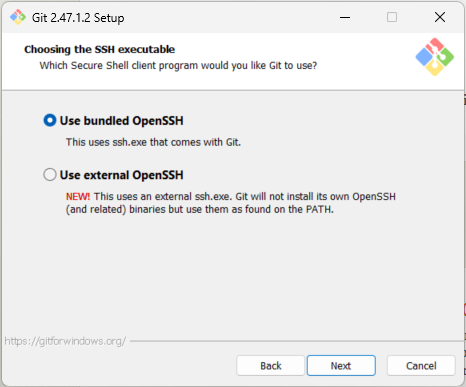 Git 2.47.1.2 Setup
Choosing the SSH executable
Which Secure Shell client program would you like Git to use?
Use bundled OpenSSH
This uses ssh.exe that comes with Git.
Use external OpenSSH
NEW! This uses an external ssh.exe. Git will not install its own OpenSSH
(and related) binaries but use them as found on the PATH.
https://gitforwindows.org/
Back Next Cancel